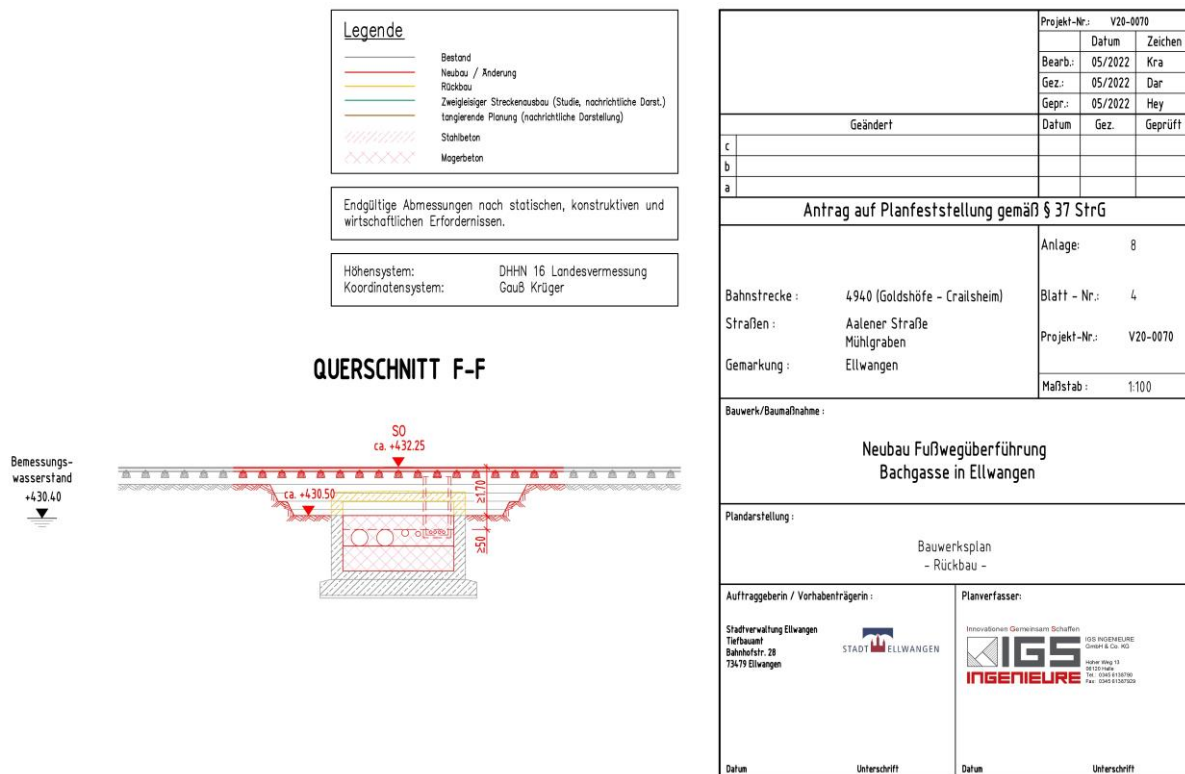 Legende
Bestand
Neubau / Änderung
Rückbau
Zweigleisiger Streckenausbau (Studie, nachrichtliche Darst.)
tangierende Planung (nachrichtliche Darstellung)
Stahlbeton
Magerbeton
Endgültige Abmessungen nach statischen, konstruktiven und
wirtschaftlichen Erfordernissen.
Höhensystem: DHHN 16 Landesvermessung
Koordinatensystem: Gauß Krüger
QUERSCHNITT F-F
SO
ca. +432.25
Bemessungs-
wasserstand
+430.40
ca. +430.50
≥170
≥50
Projekt-Nr.: V20-0070
Datum Zeichen
Bearb.: 05/2022 Kra
Gez.: 05/2022 Dar
Gepr.: 05/2022 Hey
Geändert Datum Gez. Geprüft
c
b
a
Antrag auf Planfeststellung gemäß § 37 StrG
Anlage: 8
Bahnstrecke : 4940 (Goldshöfe - Crailsheim)
Blatt - Nr.: 4
Straßen : Aalener Straße
Mühlgraben
Projekt-Nr.: V20-0070
Gemarkung : Ellwangen
Maßstab : 1:100
Bauwerk/Baumaßnahme :
Neubau Fußwegüberführung
Bachgasse in Ellwangen
Plandarstellung :
Bauwerksplan
- Rückbau -
Auftraggeberin / Vorhabenträgerin :
Stadtverwaltung Ellwangen
Tiefbauamt
Bahnhofstr. 28
73479 Ellwangen
STADT ELLWANGEN
Datum Unterschrift
Planverfasser:
Innovationen Gemeinsam Schaffen
IGS
INGENIEURE
IGS INGENIEURE
GmbH & Co. KG
Hoher Weg 13
06120 Halle
Datum Unterschrift